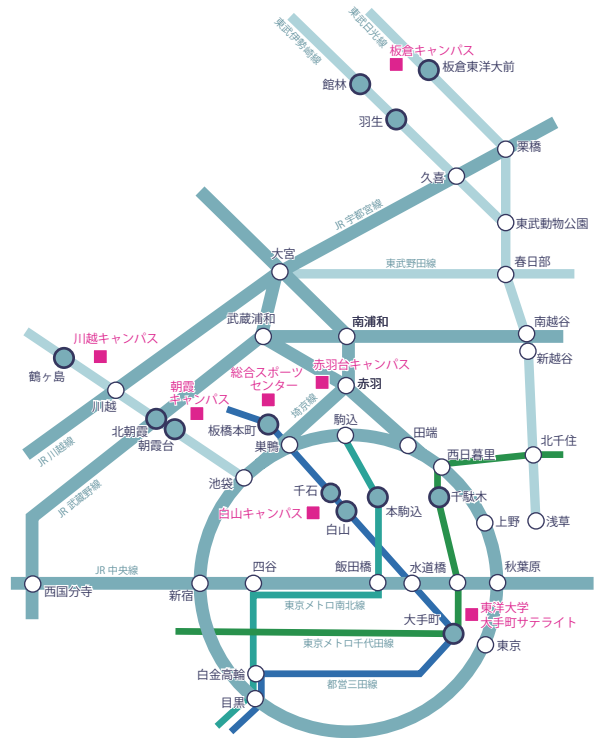 東武日光線
東武伊勢崎線
板倉キャンパス
板倉東洋大前
館林
羽生
栗橋
久喜
JR 宇都宮線
東武動物公園
大宮
東武野田線
春日部
武蔵浦和
南浦和
南越谷
新越谷
川越キャンパス
鶴ヶ島
総合スポーツ
センター
赤羽台キャンパス
赤羽
朝霞
キャンパス
川越
埼京線
北朝霞
朝霞台
板橋本町
駒込
巣鴨
田端
北千住
西日暮里
JR 川越線
JR 武蔵野線
池袋
千石
千駄木
白山キャンパス
本駒込
白山
上野
浅草
JR 中央線
四谷
飯田橋
水道橋
秋葉原
西国分寺
新宿
東京メトロ南北線
東洋大学
大手町サテライト
大手町
東京メトロ千代田線
東京
白金高輪
都営三田線
目黒